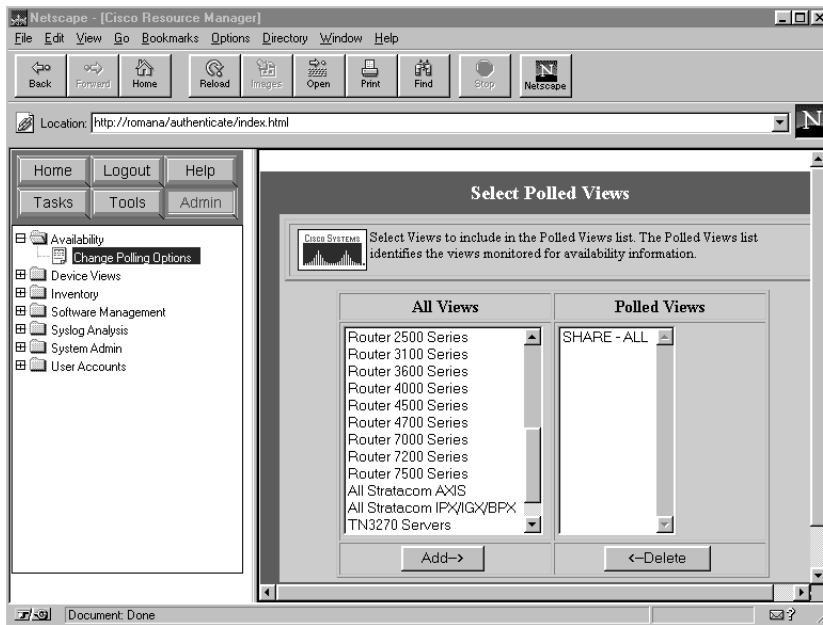 Netscape - [Cisco Resource Manager]
File Edit View Go Bookmarks Options Directory Window Help
Back Forward Home Reload Images Open Print Find Stop Netscape
Location: http://romana/authenticate/index.html
N
Home Logout Help
Tasks Tools Admin
Availability
Change Polling Options
Device Views
Inventory
Software Management
Syslog Analysis
System Admin
User Accounts
Select Polled Views
CISCO SYSTEMS
Select Views to include in the Polled Views list. The Polled Views list
identifies the views monitored for availability information.
All Views
Router 2500 Series
Router 3100 Series
Router 3600 Series
Router 4000 Series
Router 4500 Series
Router 4700 Series
Router 7000 Series
Router 7200 Series
Router 7500 Series
All Stratacom AXIS
All Stratacom IPX/IGX/BPX
TN3270 Servers
Add-->
Polled Views
SHARE - ALL
<--Delete
Document: Done
?